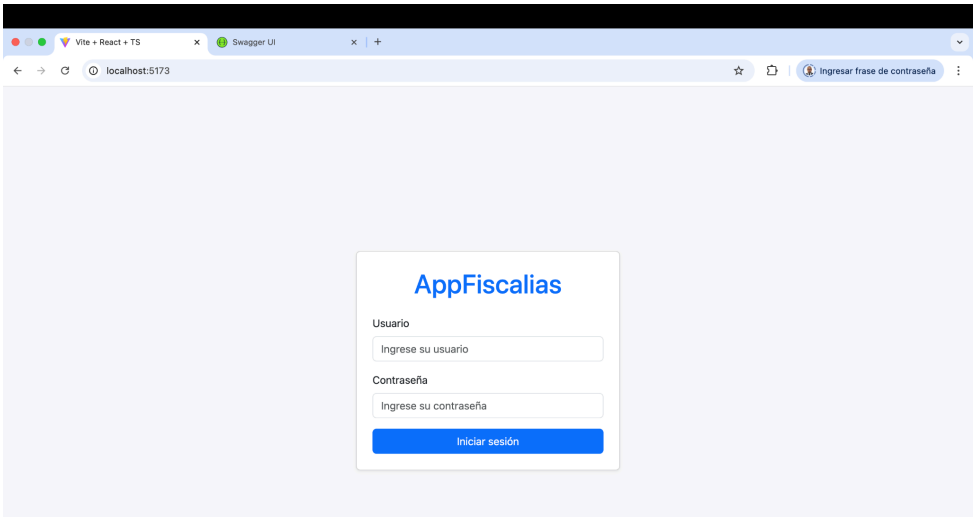 Vite + React + TS
Swagger UI
localhost:5173
Ingresar frase de contraseña
AppFiscalias
Usuario
Ingrese su usuario
Contraseña
Ingrese su contraseña
Iniciar sesión